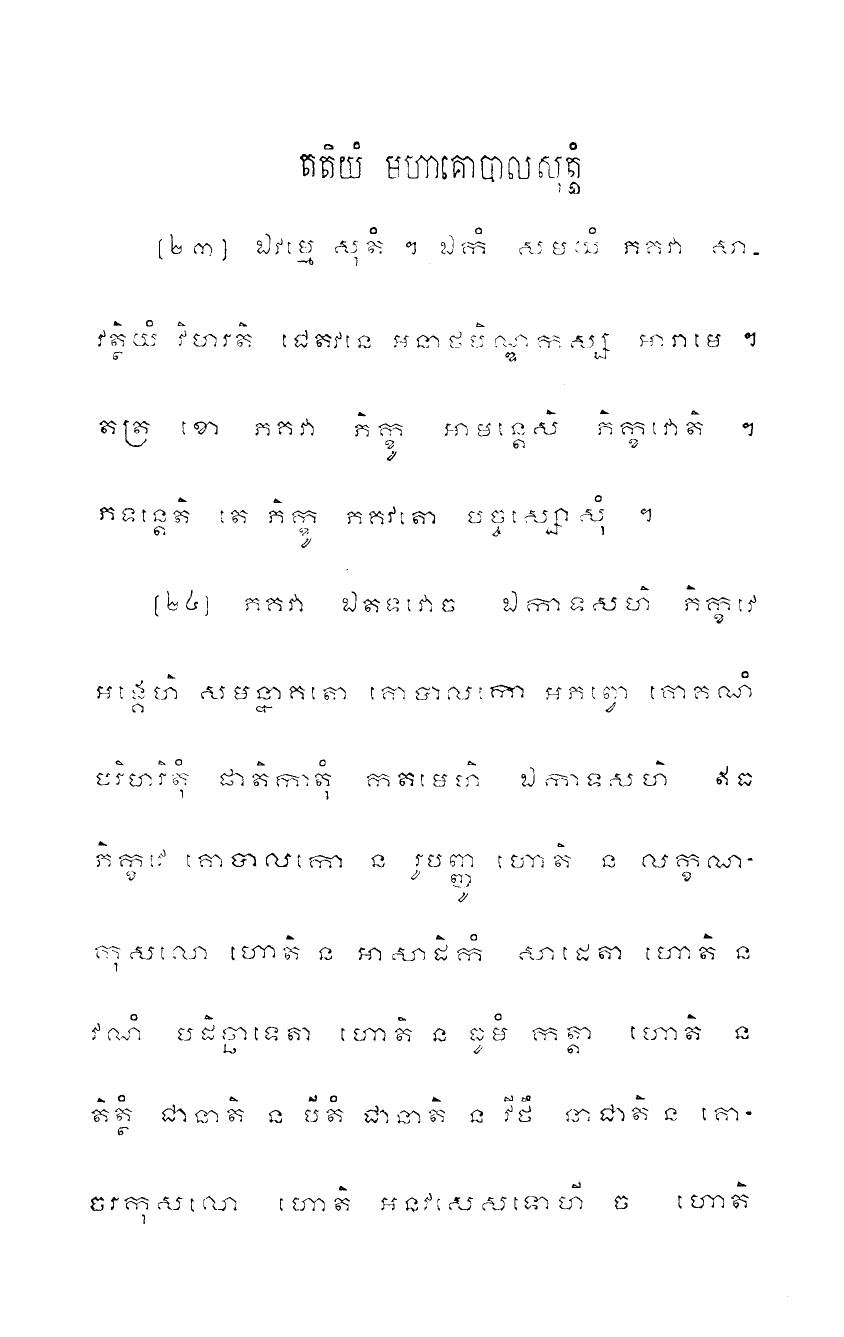 តតិយំ មហាគោបាលសុត្តំ
[២៣] ឯវម្មេ សុតំ ។ ឯកំ សមយំ ភគវា សា-
វត្ថិយំ វិហរតិ ជេតវនេ អនាថបិណ្ឌិកស្ស អារាមេ ។
តត្រ ខោ ភគវា ភិក្ខូ អាមន្តេសិ ភិក្ខវោតិ ។
ភទន្តេតិ តេ ភិក្ខូ ភគវតោ បច្ចស្សោសុំ ។
[២៤] ភគវា ឯតទវោច ឯកាទសហិ ភិក្ខវេ
អង្គេហិ សមន្នាគតោ គោបាលកោ អភព្វោ គោគណំ
បរិហរិតុំ ផាតិកាតុំ កតមេហិ ឯកាទសហិ ឥធ
ភិក្ខវេ គោបាលកោ ន រូបញ្ញូ ហោតិ ន លក្ខណ-
កុសលោ ហោតិ ន អាសាដិកំ សាដេតា ហោតិ ន
វណំ បដិច្ឆាទេតា ហោតិ ន ធូមំ កត្តា ហោតិ ន
តិត្ថំ ជានាតិ ន បីតំ ជានាតិ ន វីថឹ នាជាតិ ន គោ-
ចរកុសលោ ហោតិ អនវសេសទោហី ច ហោតិ